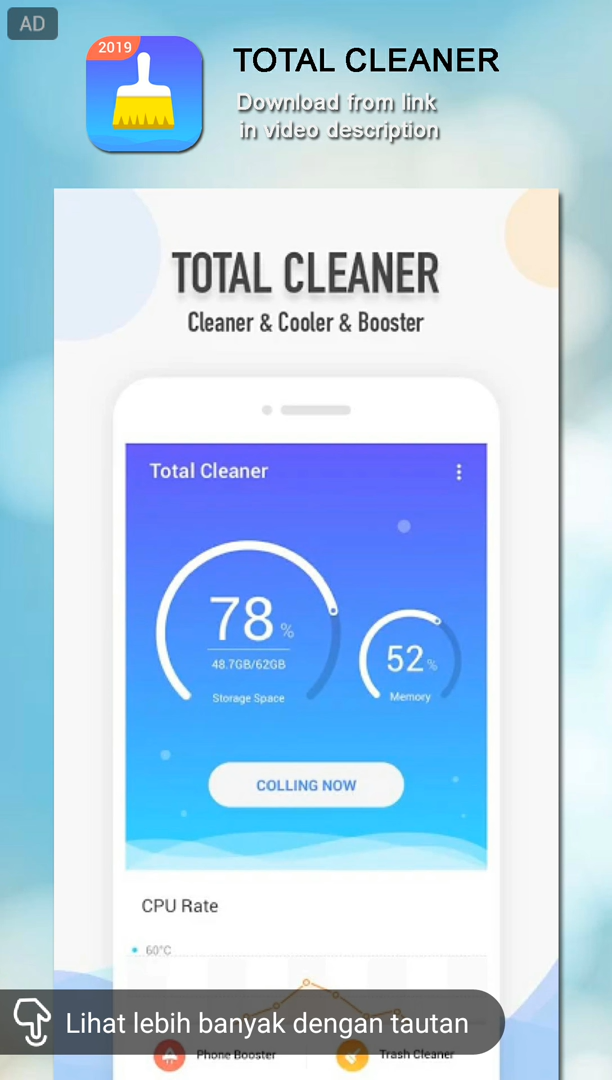 AD
2019
TOTAL CLEANER
Download from link
in video description
TOTAL CLEANER
Cleaner & Cooler & Booster
Total Cleaner
78 %
48.7GB/62GB
Storage Space
52 %
Memory
COLLING NOW
CPU Rate
60°C
Lihat lebih banyak dengan tautan
Phone Booster
Trash Cleaner